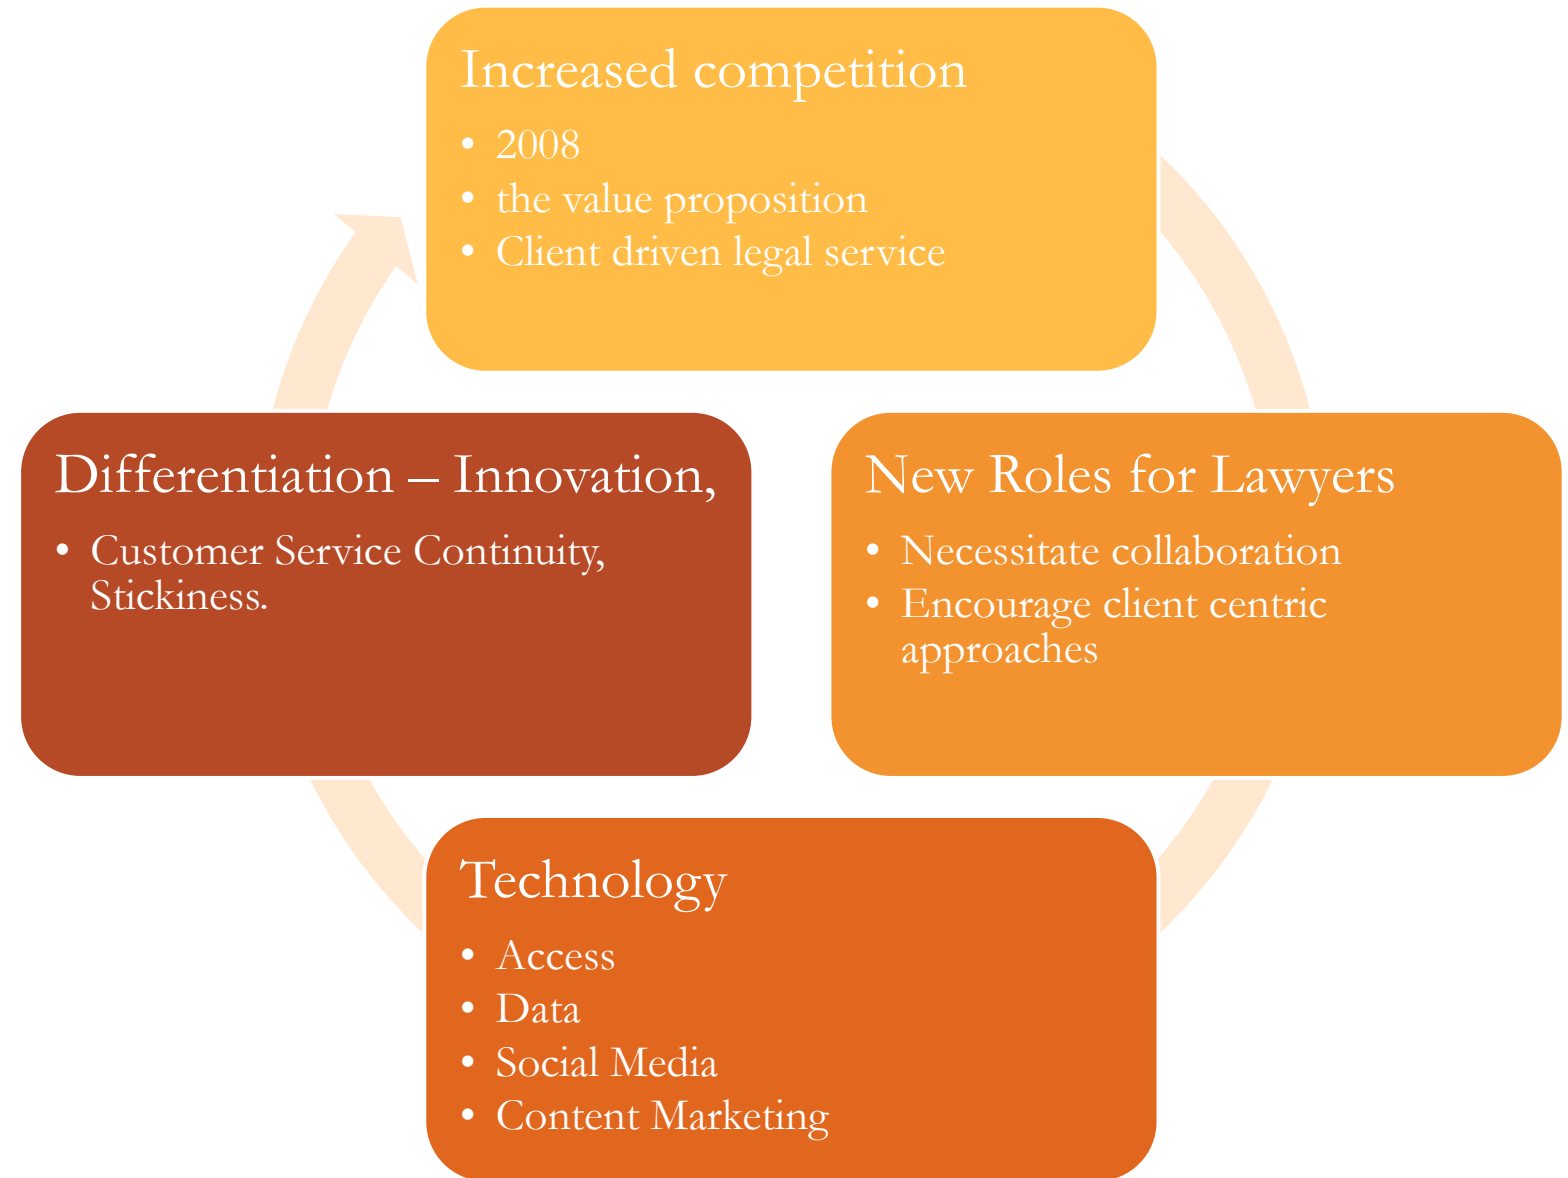 Increased competition
• 2008
• the value proposition
• Client driven legal service
Differentiation – Innovation,
• Customer Service Continuity,
Stickiness.
New Roles for Lawyers
• Necessitate collaboration
• Encourage client centric
approaches
Technology
• Access
• Data
• Social Media
• Content Marketing